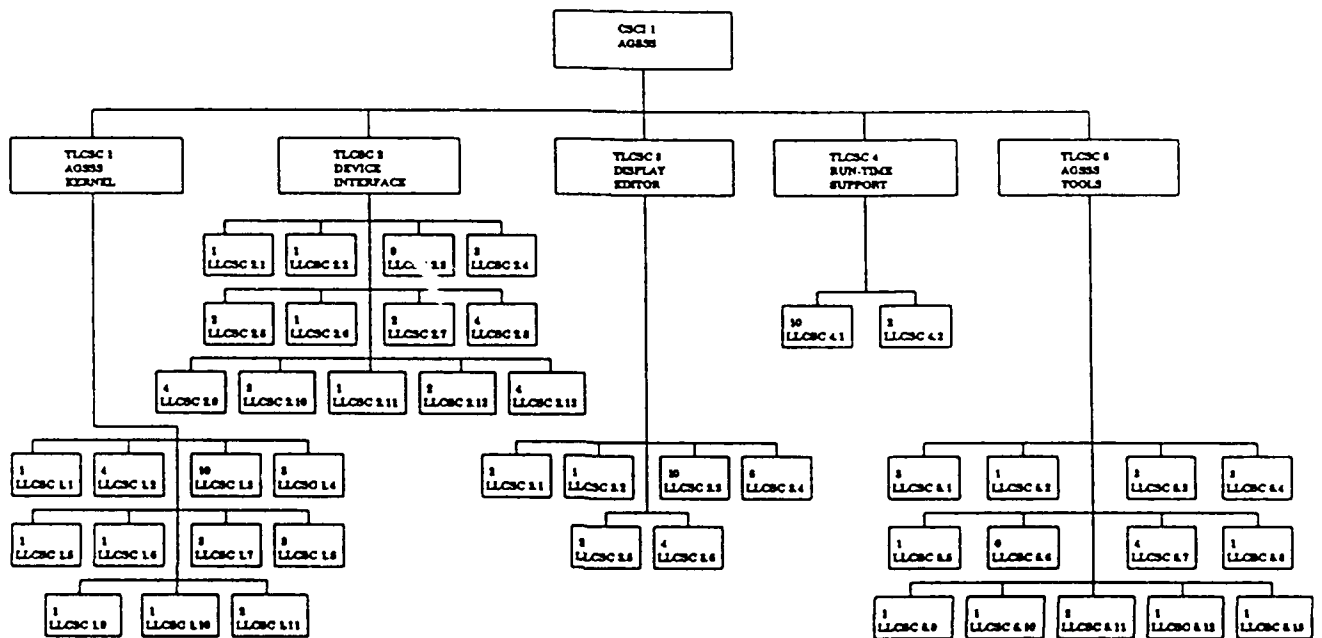 CSCI 1
AGSSS
TLCSC 1
AGSSS
KERNEL
TLCSC 2
DEVICE
INTERFACE
TLCSC 3
DISPLAY
EDITOR
TLCSC 4
RUN-TIME
SUPPORT
TLCSC 5
AGSSS
TOOLS
1
LLCSC 2.1
1
LLCSC 2.2
LLCSC 2.3
LLCSC 2.4
LLCSC 2.5
1
LLCSC 2.6
2
LLCSC 2.7
4
LLCSC 2.8
10
LLCSC 4.1
LLCSC 4.2
4
LLCSC 2.9
LLCSC 2.10
1
LLCSC 2.11
2
LLCSC 2.12
4
LLCSC 2.13
1
LLCSC 1.1
4
LLCSC 1.2
10
LLCSC 1.3
LLCSC 1.4
2
LLCSC 3.1
1
LLCSC 3.2
10
LLCSC 3.3
LLCSC 3.4
LLCSC 5.1
1
LLCSC 5.2
LLCSC 5.3
LLCSC 5.4
1
LLCSC 1.5
1
LLCSC 1.6
LLCSC 1.7
LLCSC 1.8
2
LLCSC 3.5
4
LLCSC 3.6
1
LLCSC 5.5
LLCSC 5.6
4
LLCSC 5.7
1
LLCSC 5.8
1
LLCSC 1.9
1
LLCSC 1.10
2
LLCSC 1.11
1
LLCSC 5.9
1
LLCSC 5.10
2
LLCSC 5.11
1
LLCSC 5.12
1
LLCSC 5.13